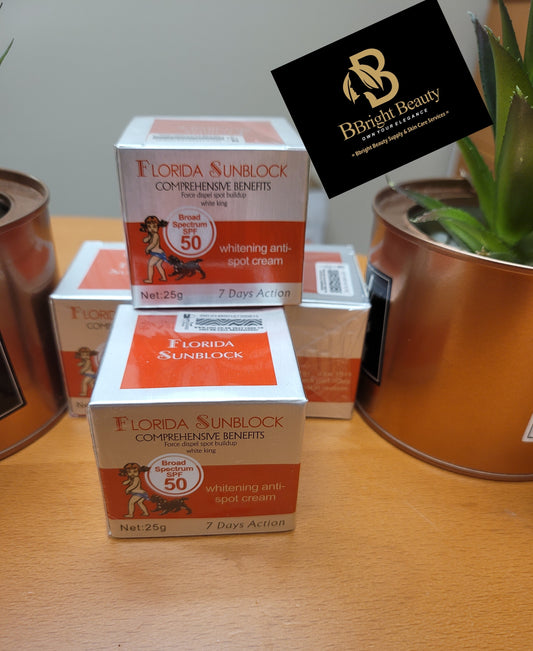 BBright Beauty
OWN YOUR ELEGANCE
* BBright Beauty Supply & Skin Care Services *
FLORIDA SUNBLOCK
COMPREHENSIVE BENEFITS
Force dispel spot buildup
white king
Broad
Spectrum
SPF
50
whitening anti-
spot cream
Net:25g
7 Days Action
FLORIDA
SUNBLOCK
FLORIDA SUNBLOCK
COMPREHENSIVE BENEFITS
Force dispel spot buildup
white king
Broad
Spectrum
SPF
50
whitening anti-
spot cream
Net:25g
7 Days Action